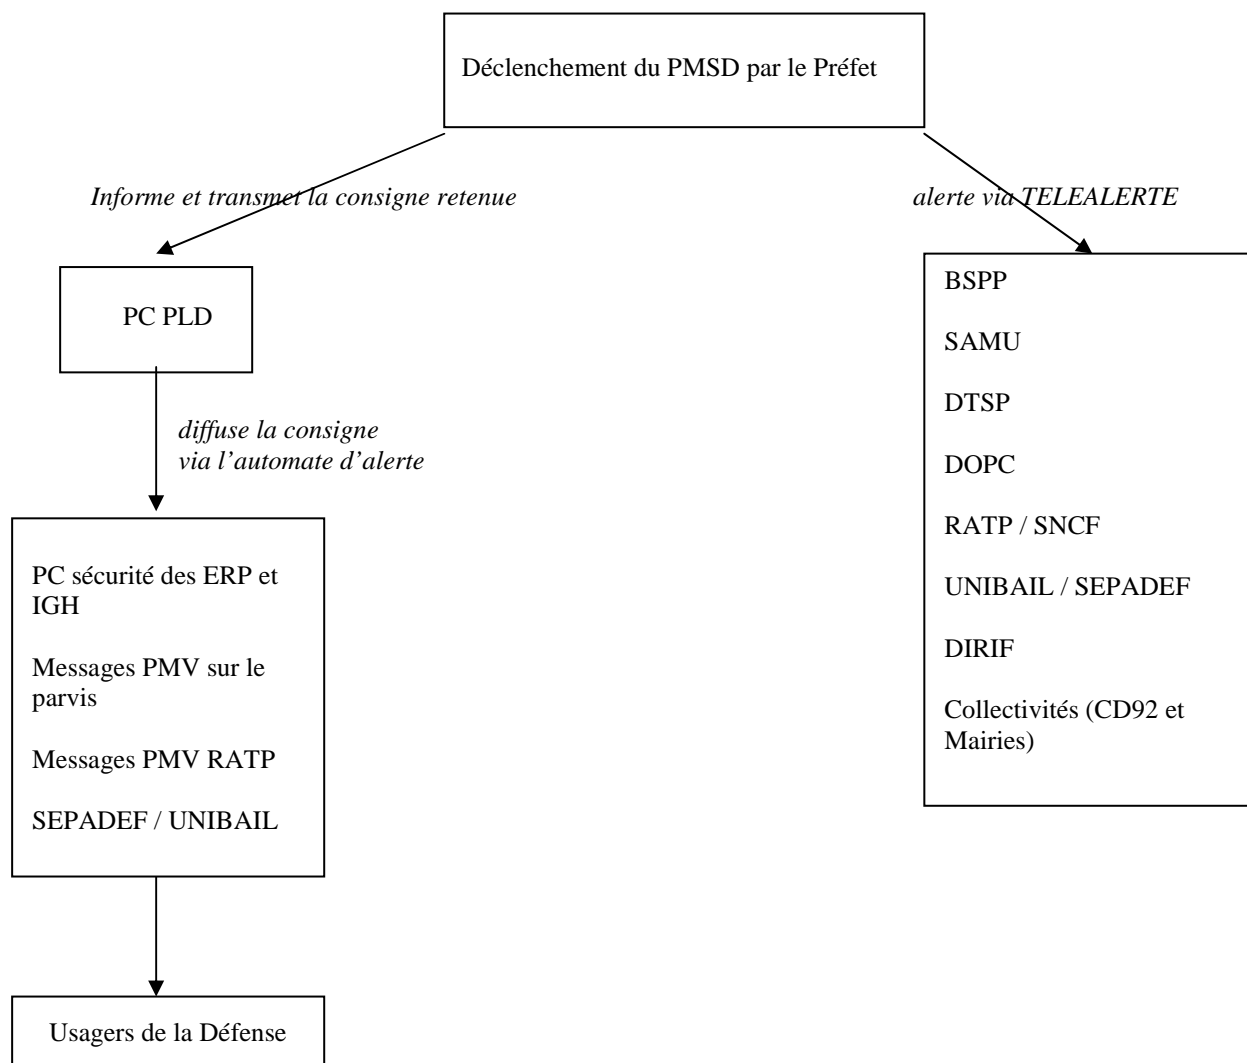 Déclenchement du PMSD par le Préfet
Informe et transmet la consigne retenue
alerte via TELEALERTE
PC PLD
diffuse la consigne
via l’automate d’alerte
PC sécurité des ERP et
IGH
Messages PMV sur le
parvis
Messages PMV RATP
SEPADEF / UNIBAIL
Usagers de la Défense
BSPP
SAMU
DTSP
DOPC
RATP / SNCF
UNIBAIL / SEPADEF
DIRIF
Collectivités (CD92 et
Mairies)